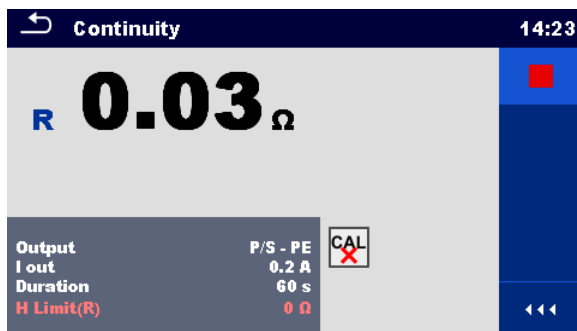 Continuity 14:23
R 0.03 Ω
Output P/S - PE
I out 0.2 A
Duration 60 s
H Limit(R) 0 Ω
CAL